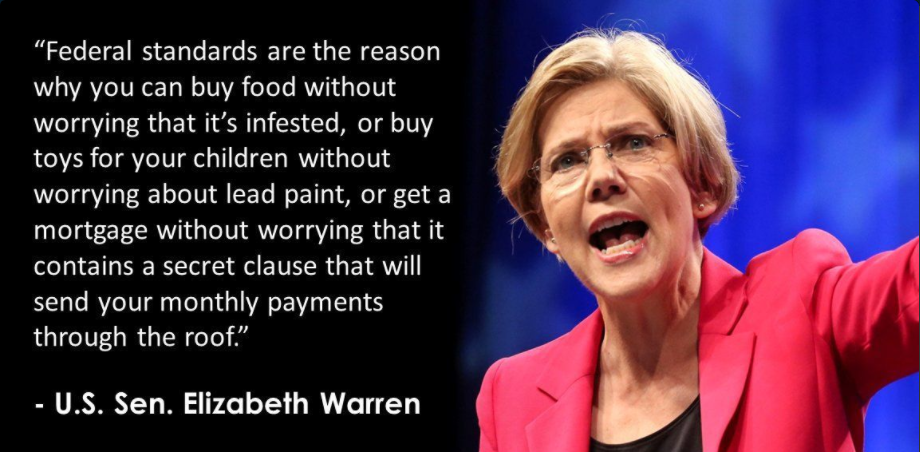 “Federal standards are the reason
why you can buy food without
worrying that it’s infested, or buy
toys for your children without
worrying about lead paint, or get a
mortgage without worrying that it
contains a secret clause that will
send your monthly payments
through the roof.”
- U.S. Sen. Elizabeth Warren